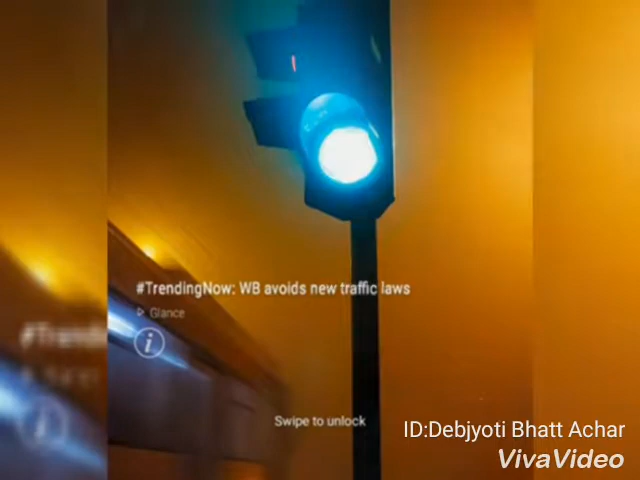 #TrendingNow: WB avoids new traffic laws
Glance
i
Swipe to unlock
ID:Debjyoti Bhatt Achar
VivaVideo